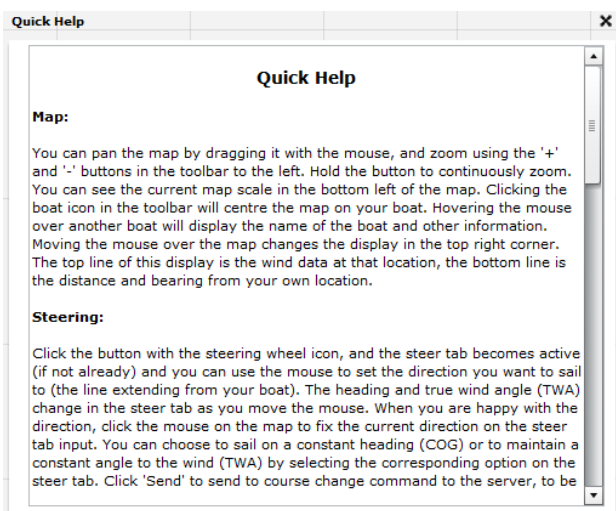 Quick Help
Quick Help
Map:
You can pan the map by dragging it with the mouse, and zoom using the '+'
and '-' buttons in the toolbar to the left. Hold the button to continuously zoom.
You can see the current map scale in the bottom left of the map. Clicking the
boat icon in the toolbar will centre the map on your boat. Hovering the mouse
over another boat will display the name of the boat and other information.
Moving the mouse over the map changes the display in the top right corner.
The top line of this display is the wind data at that location, the bottom line is
the distance and bearing from your own location.
Steering:
Click the button with the steering wheel icon, and the steer tab becomes active
(if not already) and you can use the mouse to set the direction you want to sail
to (the line extending from your boat). The heading and true wind angle (TWA)
change in the steer tab as you move the mouse. When you are happy with the
direction, click the mouse on the map to fix the current direction on the steer
tab input. You can choose to sail on a constant heading (COG) or to maintain a
constant angle to the wind (TWA) by selecting the corresponding option on the
steer tab. Click 'Send' to send to course change command to the server, to be